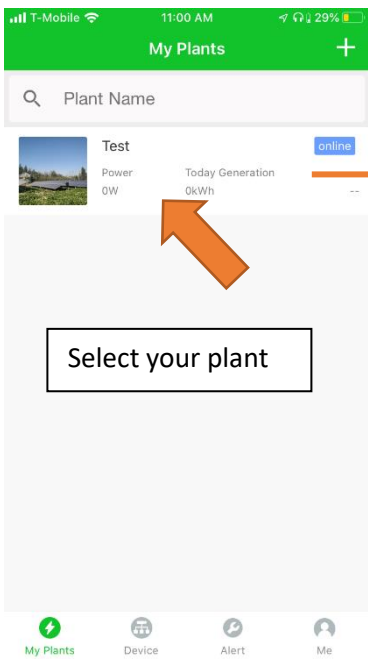 T-Mobile 11:00 AM 29%
My Plants +
Plant Name
Test online
Power Today Generation
0W 0kWh --
Select your plant
My Plants Device Alert Me